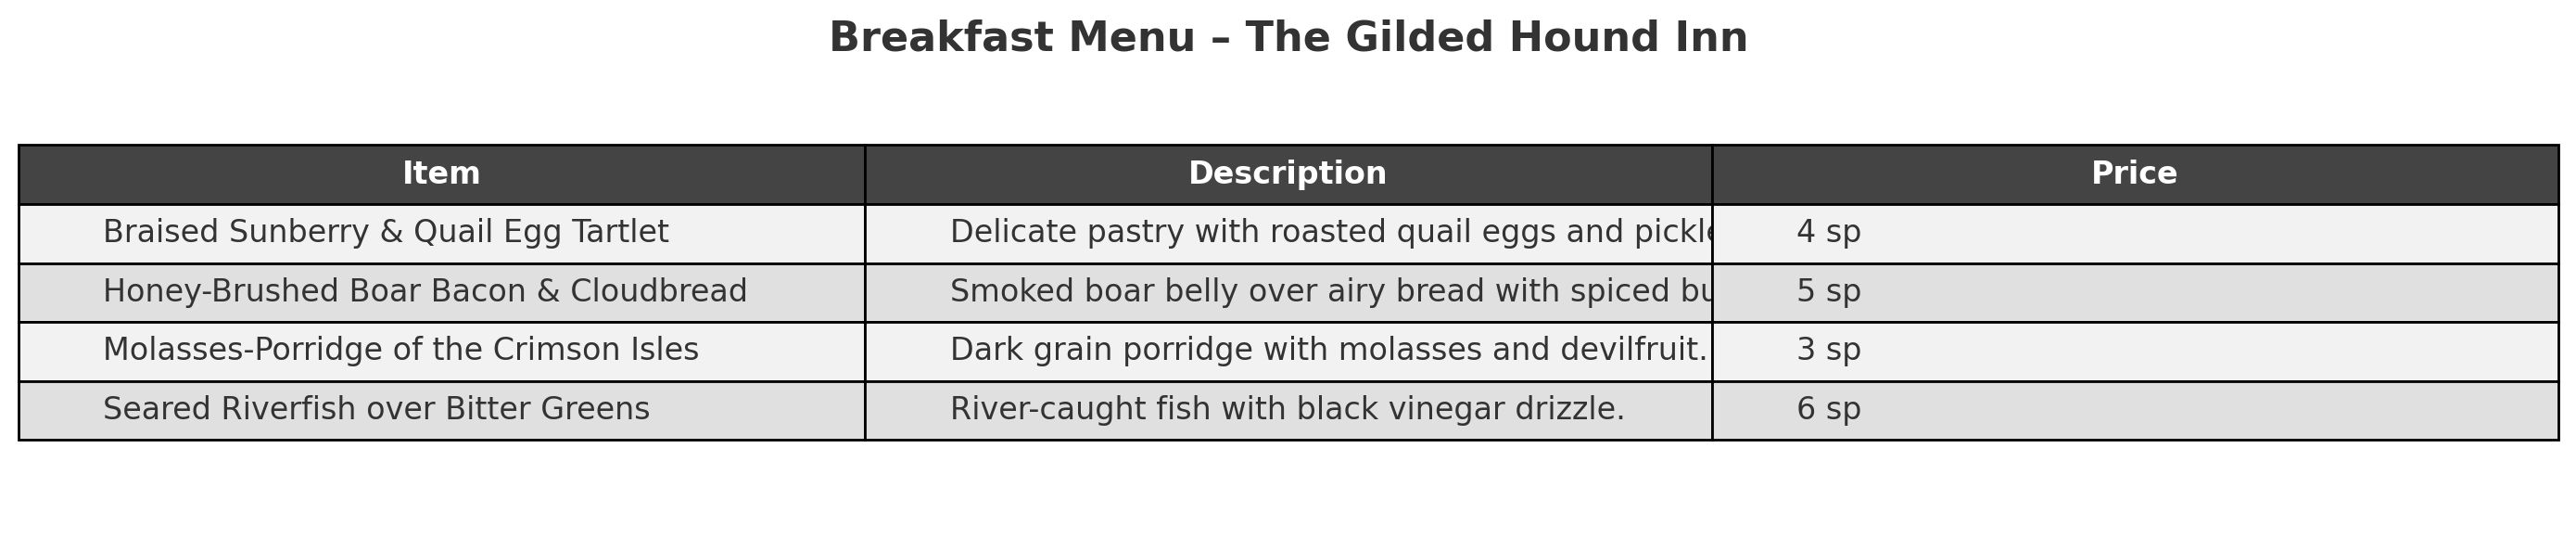 Breakfast Menu – The Gilded Hound Inn
Item Description Price
Braised Sunberry & Quail Egg Tartlet Delicate pastry with roasted quail eggs and 4 sp
Honey-Brushed Boar Bacon & Cloudbread Smoked boar belly over airy bread with spiced 5 sp
Molasses-Porridge of the Crimson Isles Dark grain porridge with molasses and devilfruit. 3 sp
Seared Riverfish over Bitter Greens River-caught fish with black vinegar drizzle. 6 sp